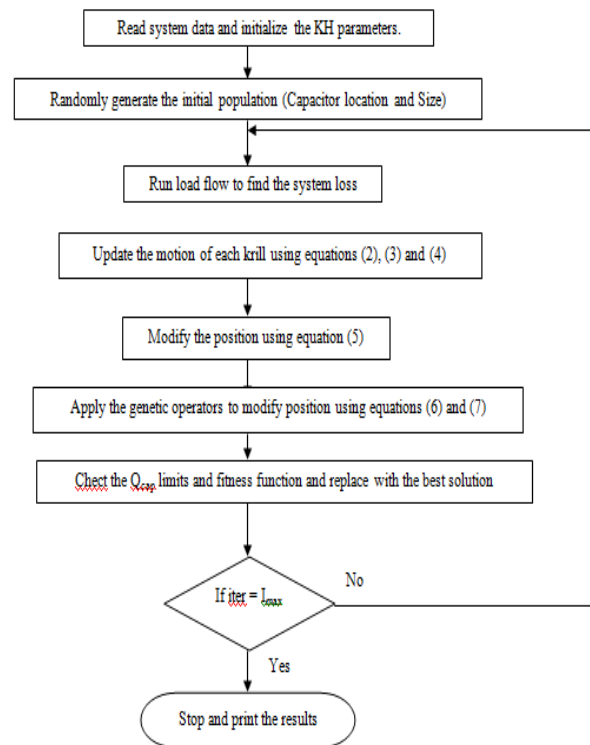 Read system data and initialize the KH parameters.
Randomly generate the initial population (Capacitor location and Size)
Run load flow to find the system loss
Update the motion of each krill using equations (2), (3) and (4)
Modify the position using equation (5)
Apply the genetic operators to modify position using equations (6) and (7)
Chect the Qcap limits and fitness function and replace with the best solution
No
If iter = Imax
Yes
Stop and print the results